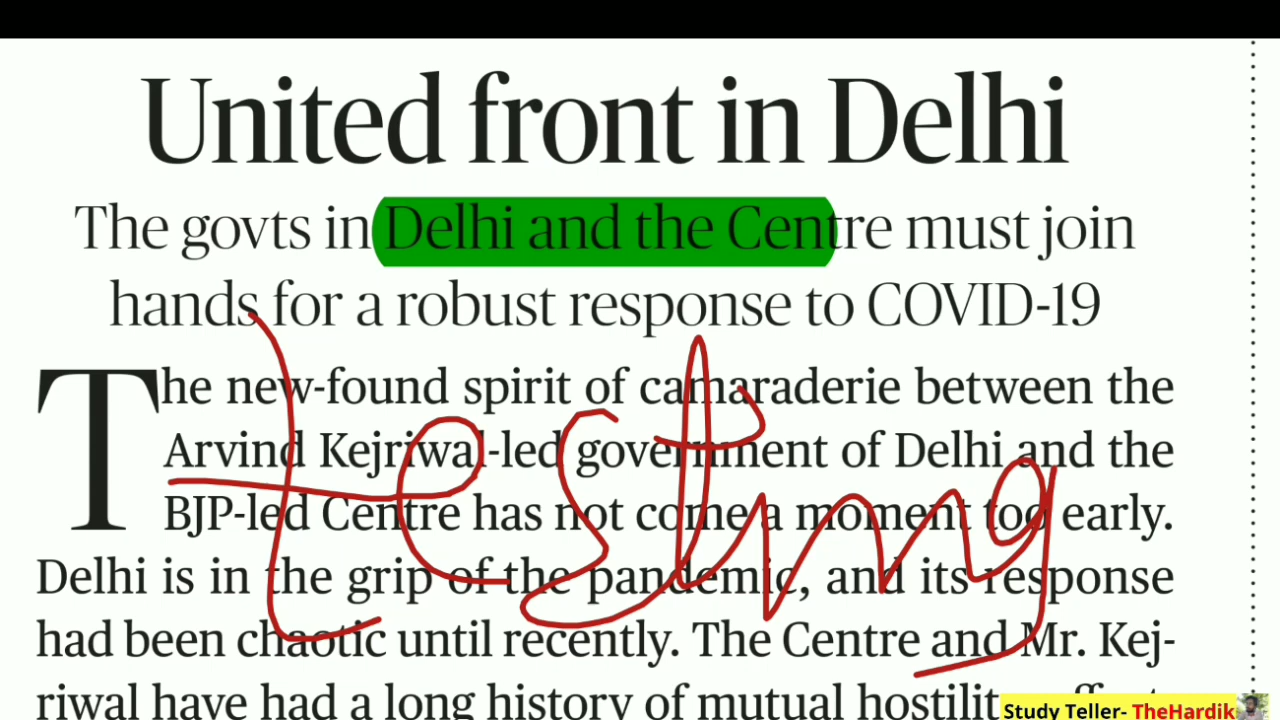 United front in Delhi
The govts in Delhi and the Centre must join
hands for a robust response to COVID-19
The new-found spirit of camaraderie between the
Arvind Kejriwal-led government of Delhi and the
BJP-led Centre has not come a moment too early.
Delhi is in the grip of the pandemic, and its response
had been chaotic until recently. The Centre and Mr. Kej-
riwal have had a long history of mutual
testing
Study Teller- TheHardik